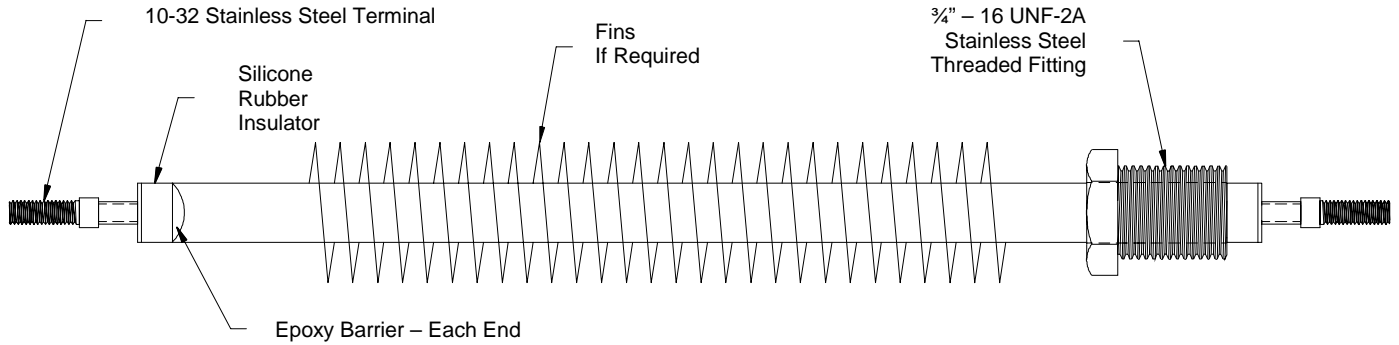 10-32 Stainless Steel Terminal
Silicone
Rubber
Insulator
Fins
If Required
¾” – 16 UNF-2A
Stainless Steel
Threaded Fitting
Epoxy Barrier – Each End